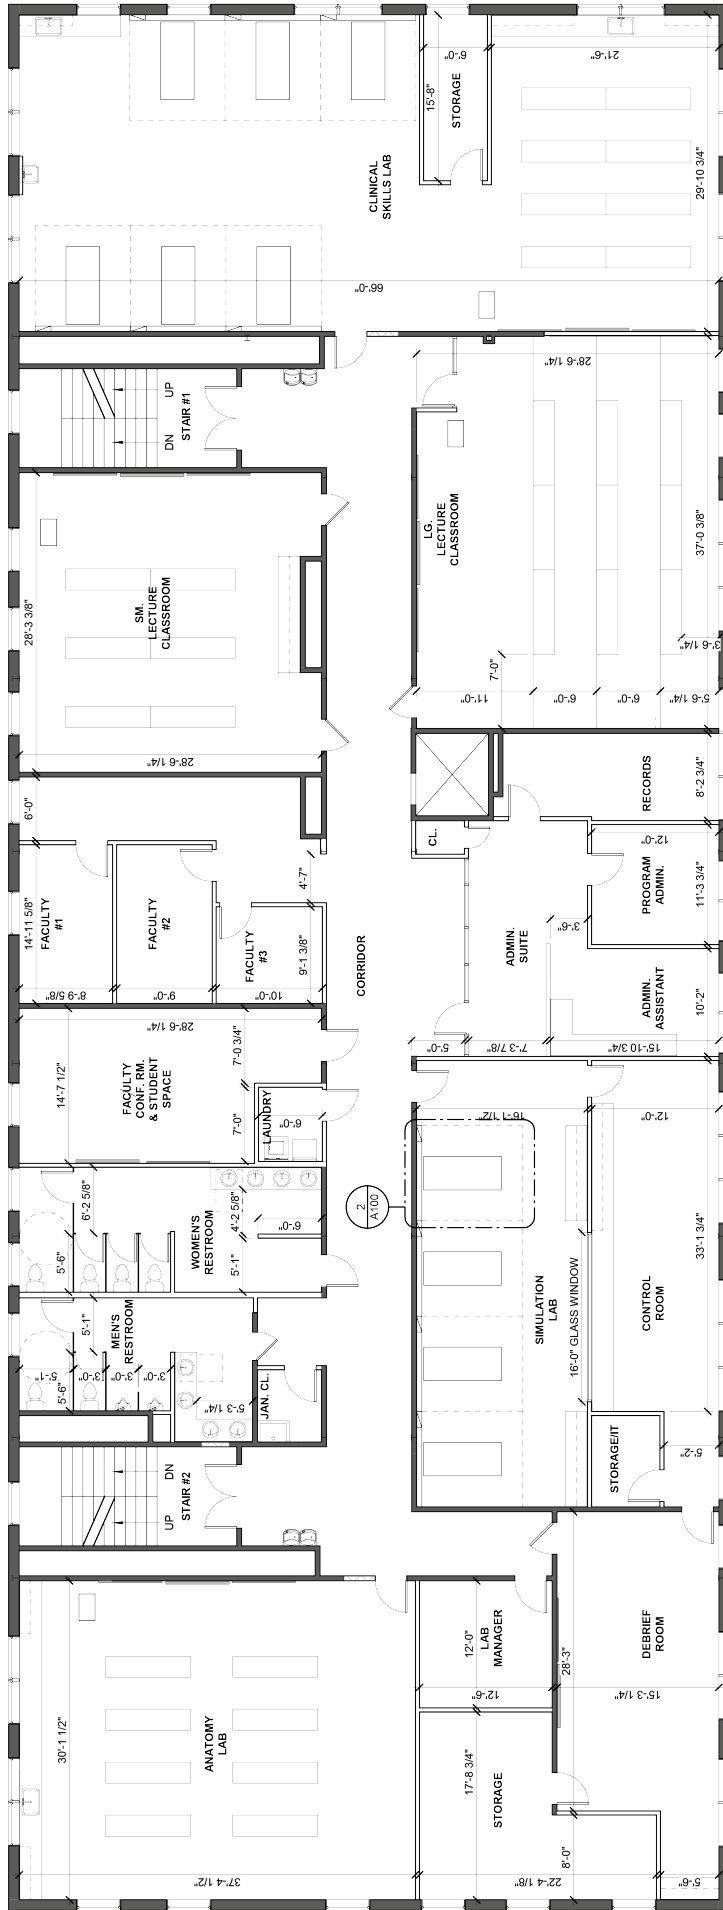 6'-0"
15'-8"
STORAGE
21'-6"
CLINICAL
SKILLS LAB
29'-10 3/4"
66'-0"
28'-6 1/4"
UP
DN
STAIR #1
28'-3 3/8"
SM.
LECTURE
CLASSROOM
LG.
LECTURE
CLASSROOM
37'-0 3/8"
3'-6 1/4"
7'-0"
11'-0"
6'-0"
6'-0"
5'-6 1/4"
28'-6 1/4"
6'-0"
RECORDS
8'-2 3/4"
CL.
12'-0"
PROGRAM
ADMIN.
11'-3 3/4"
4'-7"
14'-11 5/8"
FACULTY
#1
FACULTY
#2
FACULTY
#3
9'-1 3/8"
8'-9 5/8"
9'-0"
10'-0"
CORRIDOR
ADMIN.
SUITE
3'-6"
ADMIN.
ASSISTANT
10'-2"
5'-0"
7'-3 7/8"
15'-10 3/4"
28'-6 1/4"
14'-7 1/2"
FACULTY
CONF. RM.
& STUDENT
SPACE
7'-0 3/4"
7'-0"
LAUNDRY
6'-0"
16'-1 1/2"
12'-0"
2
A100
6'-2 5/8"
5'-6"
WOMEN'S
RESTROOM
4'-2 5/8"
5'-1"
6'-0"
SIMULATION
LAB
16'-0" GLASS WINDOW
CONTROL
ROOM
33'-1 3/4"
5'-1"
MEN'S
RESTROOM
5'-1"
3'-0"
3'-0"
3'-0"
5'-6"
5'-3 1/4"
JAN. CL.
STORAGE/IT
5'-2"
DN
UP
STAIR #2
30'-1 1/2"
ANATOMY
LAB
12'-0"
LAB
MANAGER
12'-6"
28'-3"
DEBRIEF
ROOM
15'-3 1/4"
17'-8 3/4"
STORAGE
8'-0"
37'-4 1/2"
22'-4 1/8"
5'-6"